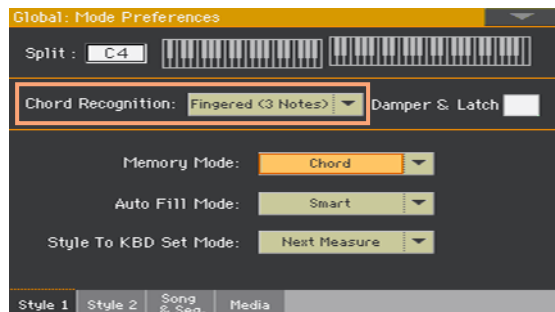 Global: Mode Preferences
Split : C4
Chord Recognition: Fingered (3 Notes) Damper & Latch
Memory Mode: Chord
Auto Fill Mode: Smart
Style To KBD Set Mode: Next Measure
Style 1 Style 2 Song & Seq. Media